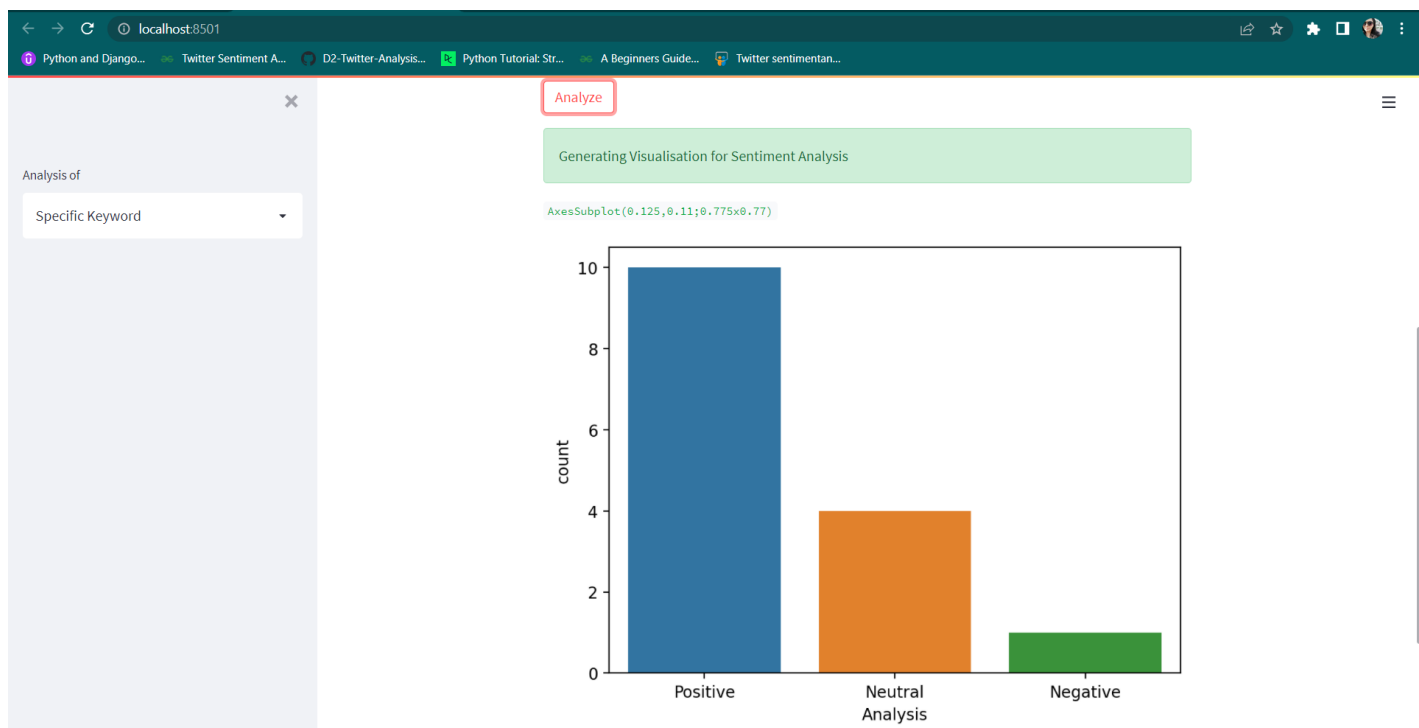 localhost:8501
Python and Django...
Twitter Sentiment A...
D2-Twitter-Analysis...
Python Tutorial: Str...
A Beginners Guide...
Twitter sentimentan...
Analysis of
Specific Keyword
Analyze
Generating Visualisation for Sentiment Analysis
AxesSubplot(0.125,0.11;0.775x0.77)
10
8
6
4
2
0
count
Positive
Neutral
Negative
Analysis